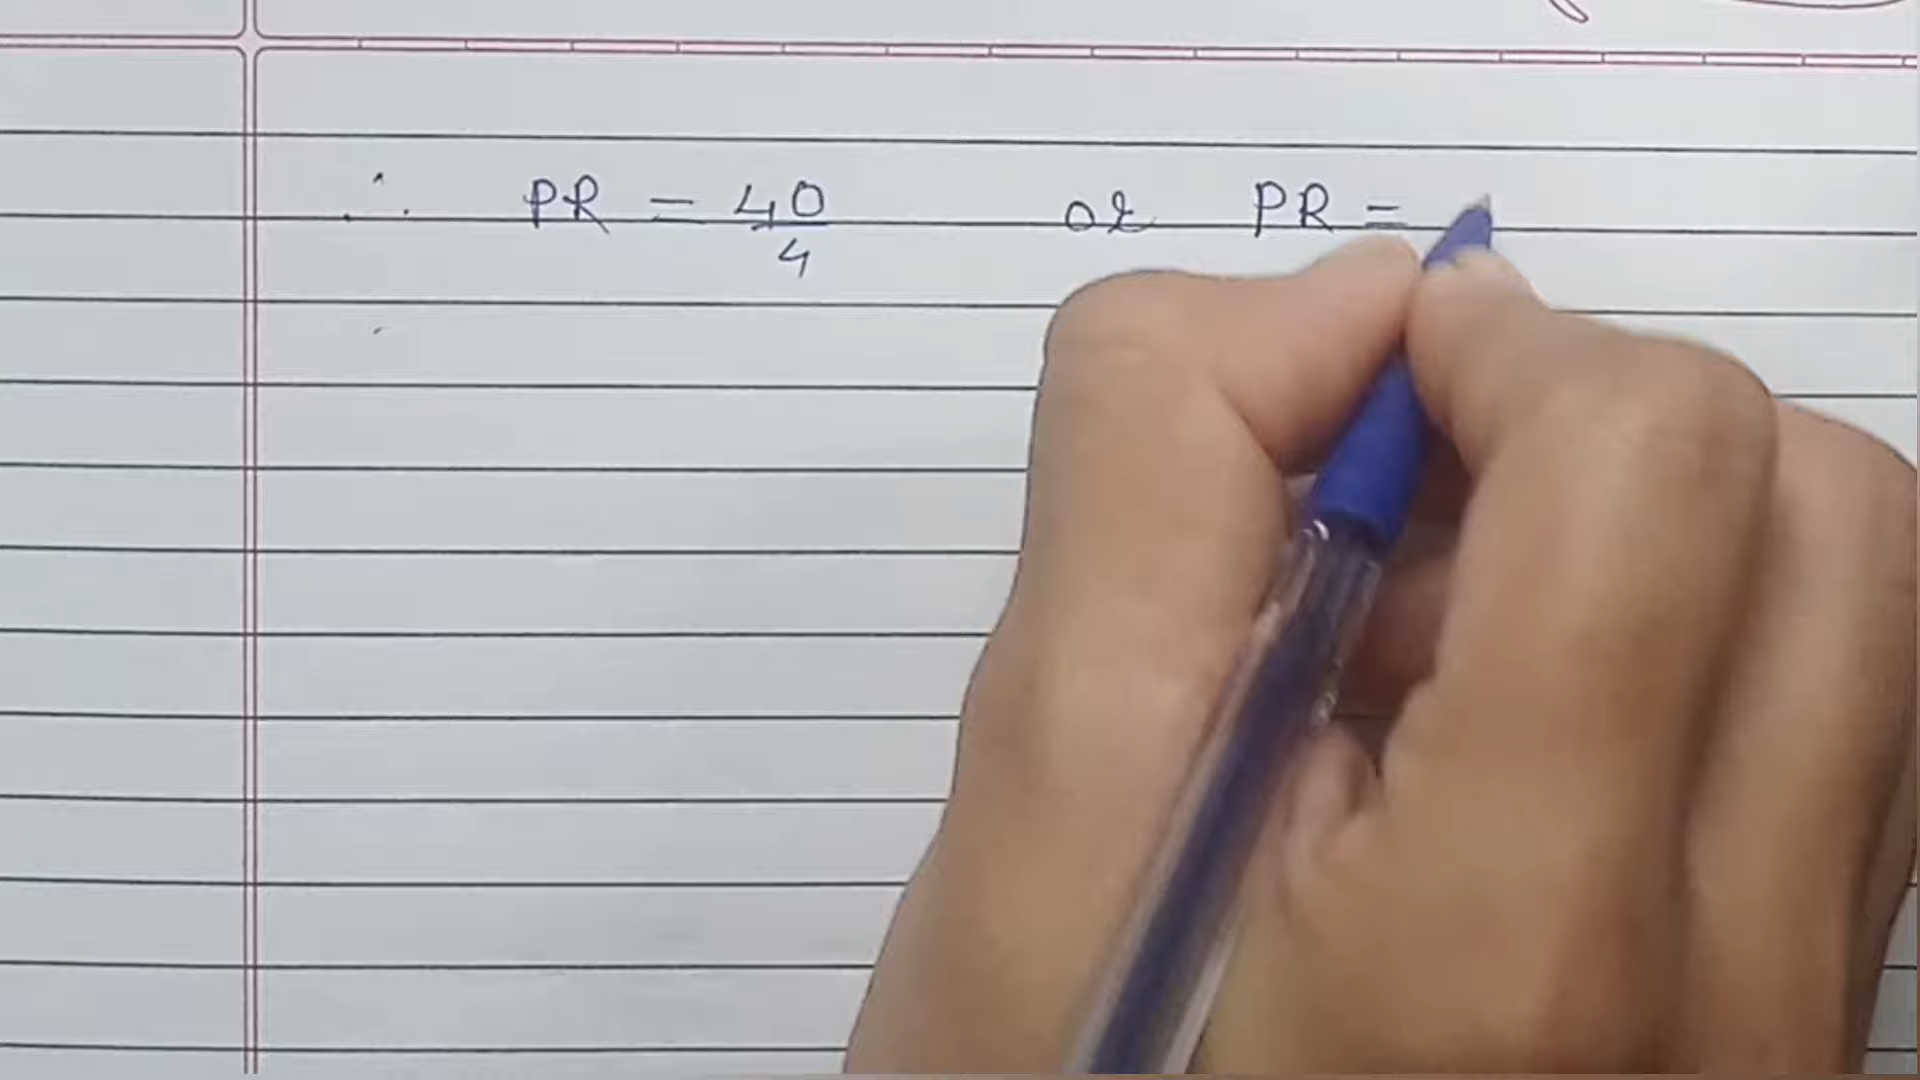 ∴ PR = 40/4 or PR =